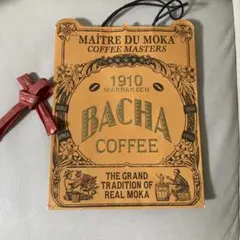 MAÎTRE DU MOKA
COFFEE MASTERS
1910
MARRAKECH
BACHA
COFFEE
THE GRAND
TRADITION OF
REAL MOKA